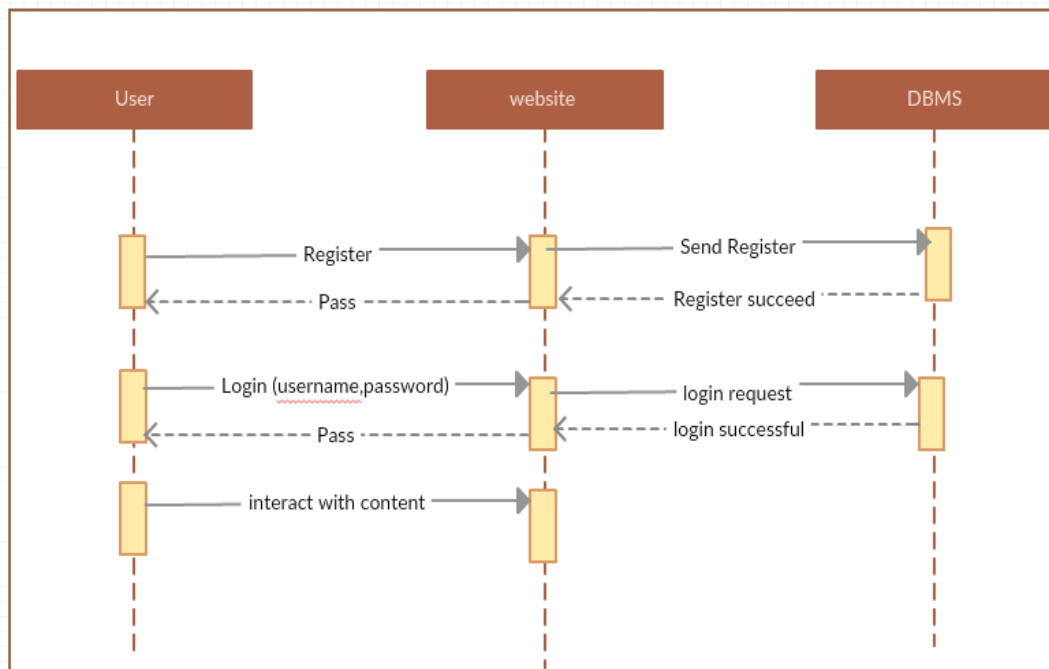 User
website
DBMS
Register
Send Register
Pass
Register succeed
Login (username,password)
login request
Pass
login successful
interact with content